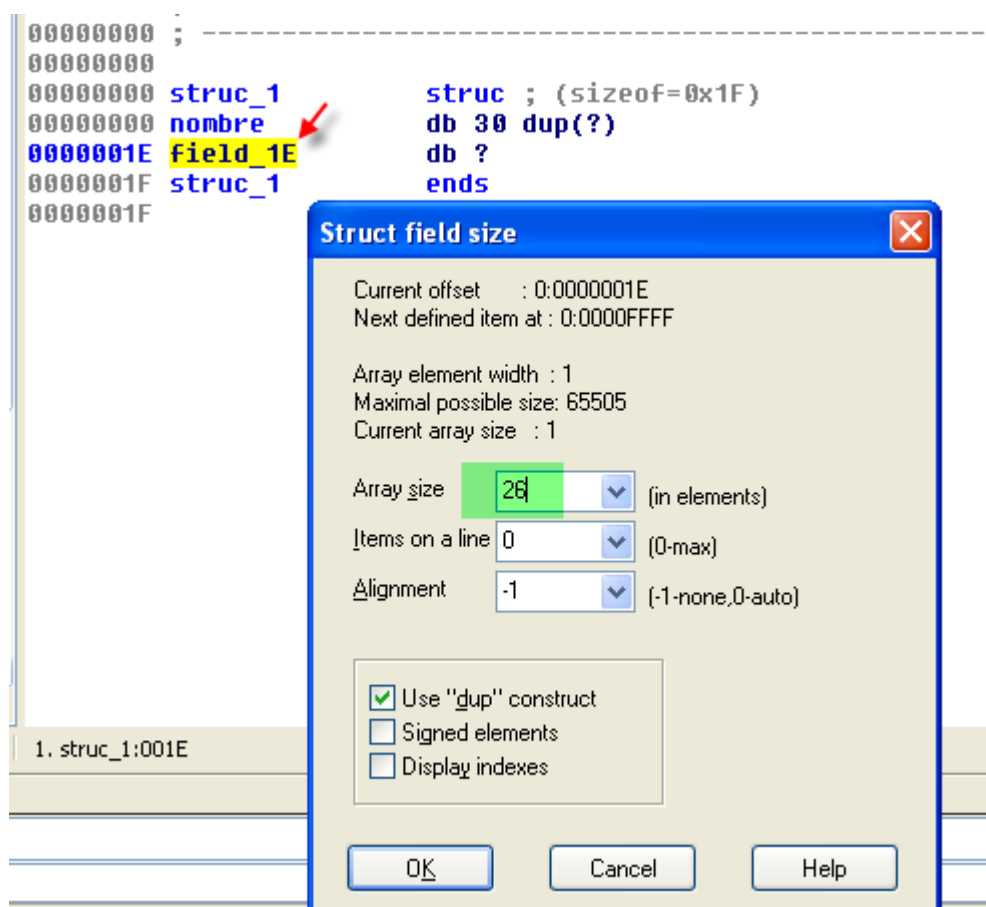 00000000 ; ----------------------------------------------------
00000000
00000000 struc_1 struc ; (sizeof=0x1F)
00000000 nombre db 30 dup(?)
0000001E field_1E db ?
0000001F struc_1 ends
0000001F
Struct field size
Current offset : 0:0000001E
Next defined item at : 0:0000FFFF
Array element width : 1
Maximal possible size: 65505
Current array size : 1
Array size 26 (in elements)
Items on a line 0 (0-max)
Alignment -1 (-1-none,0-auto)
Use "dup" construct
Signed elements
Display indexes
1. struc_1:001E
OK Cancel Help